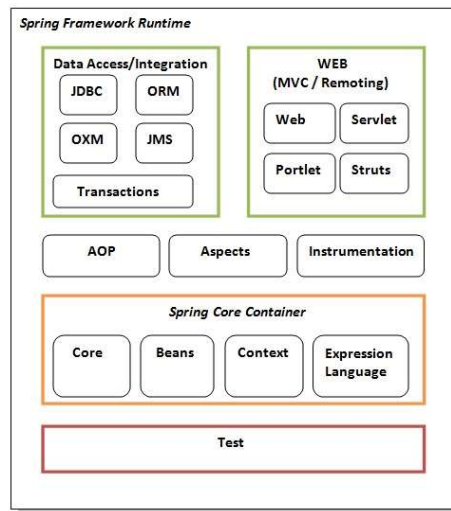 Spring Framework Runtime
Data Access/Integration
JDBC
ORM
OXM
JMS
Transactions
WEB
(MVC / Remoting)
Web
Servlet
Portlet
Struts
AOP
Aspects
Instrumentation
Spring Core Container
Core
Beans
Context
Expression
Language
Test